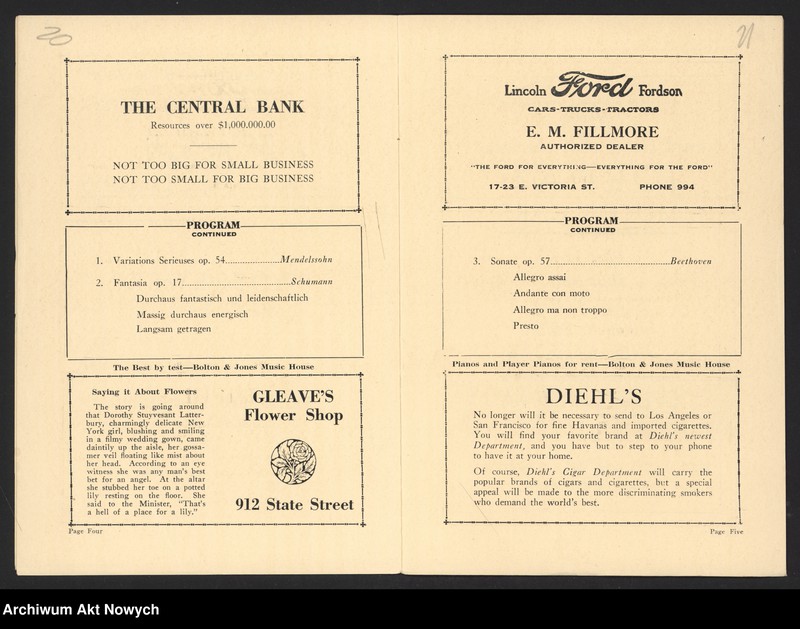 20
THE CENTRAL BANK
Resources over $1,000.000.00
NOT TOO BIG FOR SMALL BUSINESS
NOT TOO SMALL FOR BIG BUSINESS
PROGRAM
CONTINUED
1. Variations Serieuses op. 54....................Mendelssohn
2. Fantasia op. 17.......................................Schumann
Durchaus fantastisch und leidenschaftlich
Massig durchaus energisch
Langsam getragen
The Best by test—Bolton & Jones Music House
Saying it About Flowers
The story is going around
that Dorothy Stuyvesant Latter-
bury, charmingly delicate New
York girl, blushing and smiling
in a filmy wedding gown, came
daintily up the aisle, her gossa-
mer veil floating like mist about
her head. According to an eye
witness she was any man's best
bet for an angel. At the altar
she stubbed her toe on a potted
lily resting on the floor. She
said to the Minister, "That's
a hell of a place for a lily."
GLEAVE'S
Flower Shop
912 State Street
Page Four
21
Lincoln Ford Fordson
CARS-TRUCKS-TRACTORS
E. M. FILLMORE
AUTHORIZED DEALER
"THE FORD FOR EVERYTHING—EVERYTHING FOR THE FORD"
17-23 E. VICTORIA ST. PHONE 994
PROGRAM
CONTINUED
3. Sonate op. 57...........................................Beethoven
Allegro assai
Andante con moto
Allegro ma non troppo
Presto
Pianos and Player Pianos for rent—Bolton & Jones Music House
DIEHL'S
No longer will it be necessary to send to Los Angeles or
San Francisco for fine Havanas and imported cigarettes.
You will find your favorite brand at Diehl's newest
Department, and you have but to step to your phone
to have it at your home.
Of course, Diehl's Cigar Department will carry the
popular brands of cigars and cigarettes, but a special
appeal will be made to the more discriminating smokers
who demand the world's best.
Page Five
Archiwum Akt Nowych